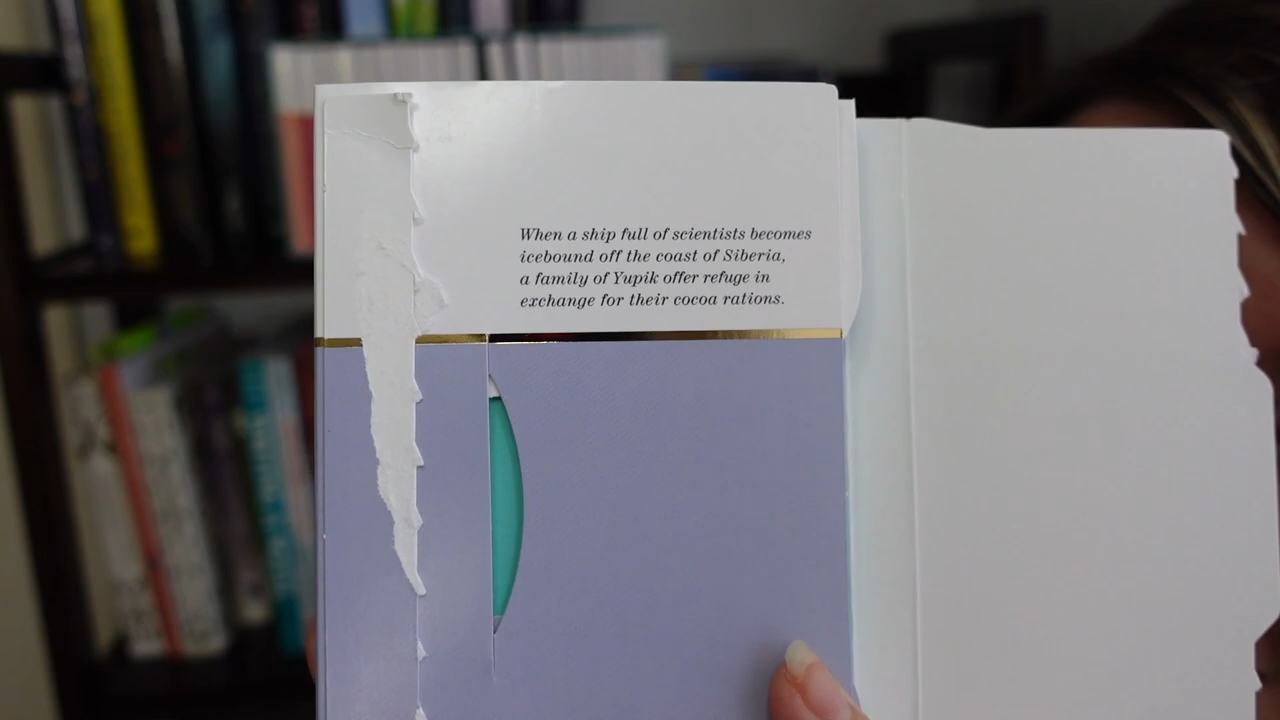 When a ship full of scientists becomes
icebound off the coast of Siberia,
a family of Yupik offer refuge in
exchange for their cocoa rations.